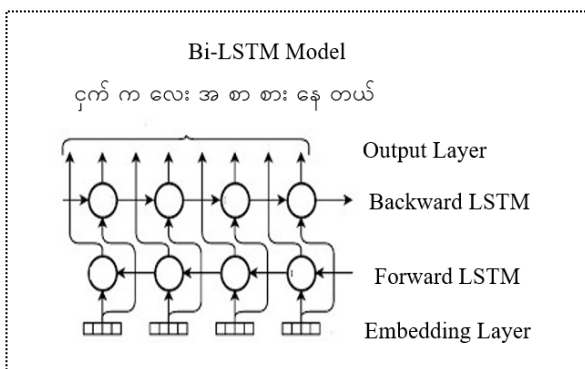 Bi-LSTM Model
ငှက် က လေး အ စာ စား နေ တယ်
Output Layer
Backward LSTM
Forward LSTM
Embedding Layer